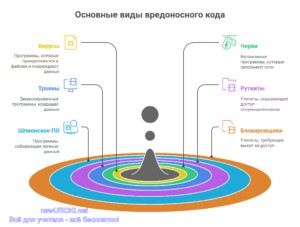 Основные виды вредоносного кода
Вирусы
Программы, которые прикрепляются к файлам и повреждают данные
Трояны
Замаскированные программы, крадущие данные
Шпионское ПО
Программы, собирающие личные данные
Черви
Автономные программы, которые заполняют сеть
Руткиты
Утилиты, скрывающие доступ злоумышленников
Блокировщики
Утилиты, требующие выкуп за доступ
newUROKI.net
Всё для учителя - всё бесплатно!